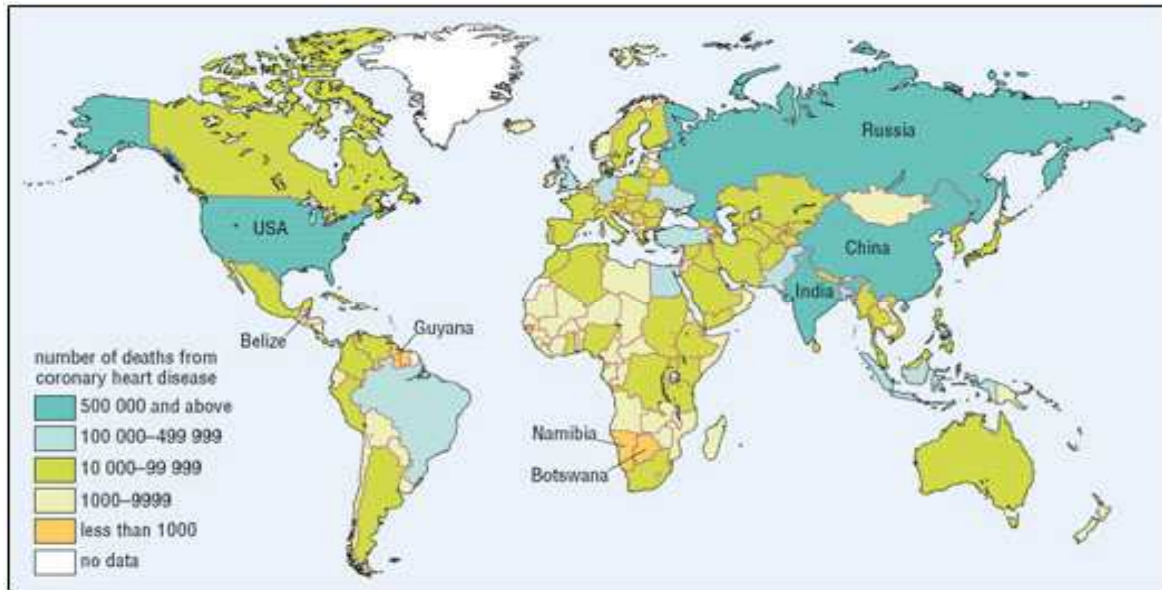 Russia
USA
China
India
Guyana
Belize
number of deaths from
coronary heart disease
500 000 and above
100 000–499 999
10 000–99 999
1000–9999
less than 1000
no data
Namibia
Botswana